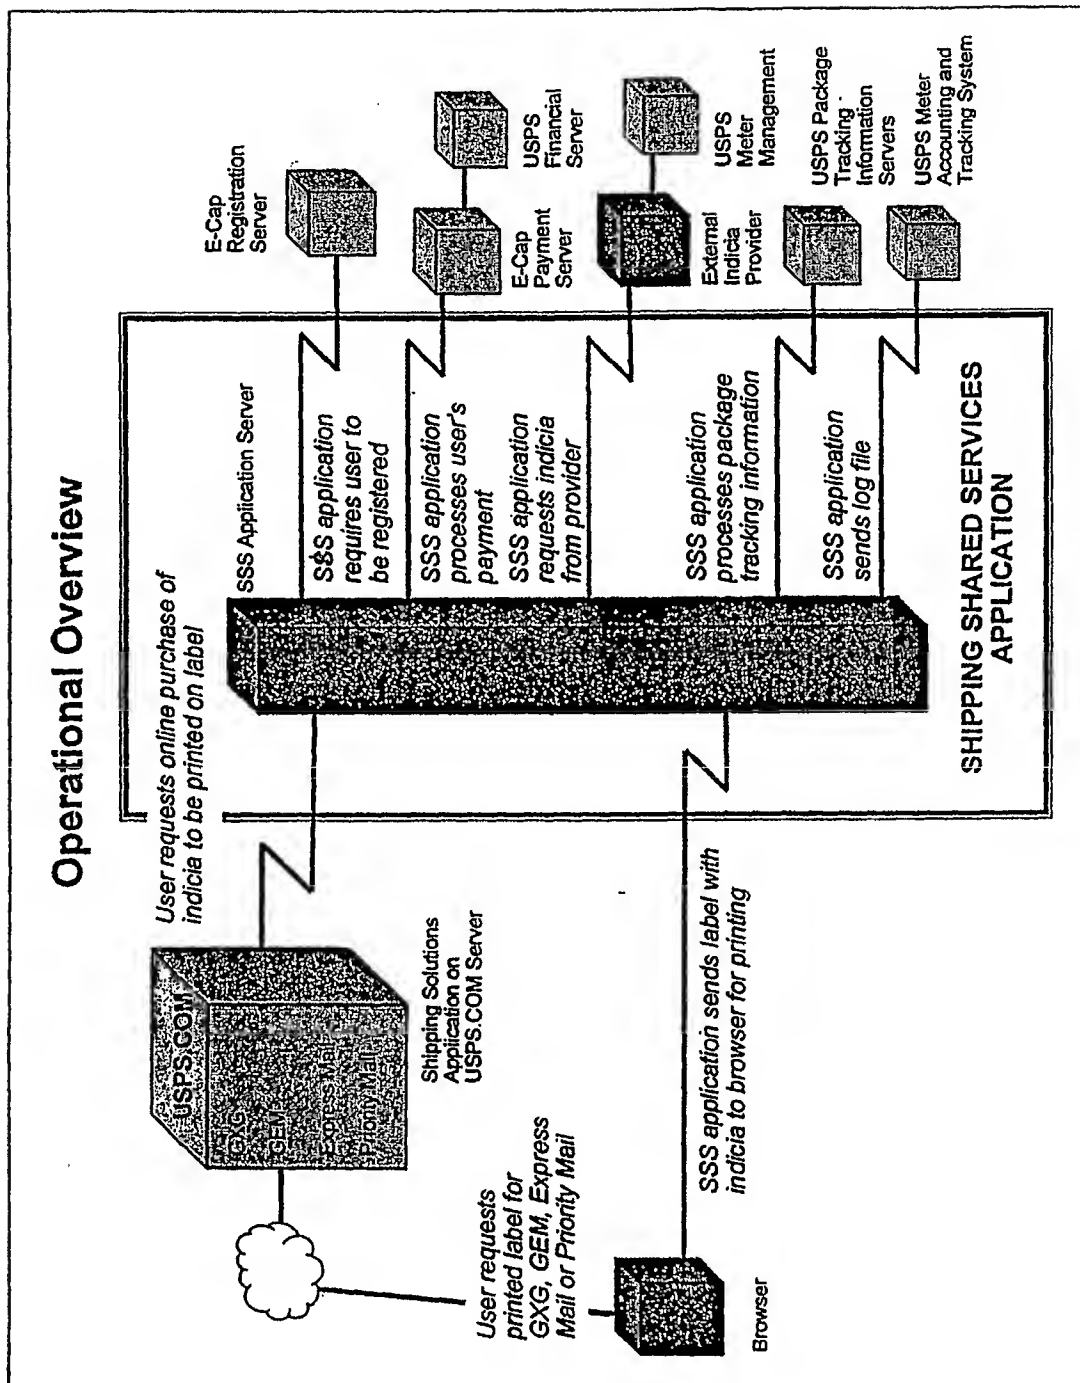 Operational Overview
User requests online purchase of
indicia to be printed on label
USPS.COM
GXG
GEM
Express Mail
Priority Mail
Shipping Solutions
Application on
USPS.COM Server
User requests
printed label for
GXG, GEM, Express
Mail or Priority Mail
Browser
SSS application sends label with
indicia to browser for printing
SSS Application Server
SSS application
requires user to
be registered
SSS application
processes user's
payment
SSS application
requests indicia
from provider
SSS application
processes package
tracking information
SSS application
sends log file
SHIPPING SHARED SERVICES
APPLICATION
E-Cap
Registration
Server
E-Cap
Payment
Server
USPS
Financial
Server
External
Indicia
Provider
USPS
Meter
Management
USPS Package
Tracking
Information
Servers
USPS Meter
Accounting and
Tracking System